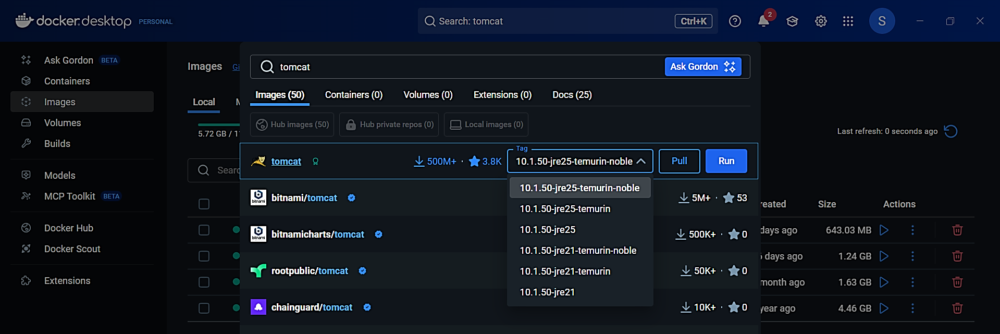 docker.desktop PERSONAL
Search: tomcat Ctrl+K
2
S
Ask Gordon BETA
Containers
Images
Volumes
Builds
Models
MCP Toolkit BETA
Docker Hub
Docker Scout
Extensions
Images Gi
Local
5.72 GB / 1
Sear
tomcat Ask Gordon
Images (50) Containers (0) Volumes (0) Extensions (0) Docs (25)
Hub images (50) Hub private repos (0) Local images (0)
Last refresh: 0 seconds ago
tomcat 500M+ · 3.8K
Tag
10.1.50-jre25-temurin-noble
Pull Run
10.1.50-jre25-temurin-noble
10.1.50-jre25-temurin
10.1.50-jre25
10.1.50-jre21-temurin-noble
10.1.50-jre21-temurin
10.1.50-jre21
bitnami
bitnami/tomcat 5M+ · 53
bitnami
bitnamicharts/tomcat 500K+ · 0
rootpublic/tomcat 50K+ · 0
chainguard/tomcat 10K+ · 0
reated Size Actions
days ago 643.03 MB
days ago 1.24 GB
month ago 1.63 GB
year ago 4.46 GB